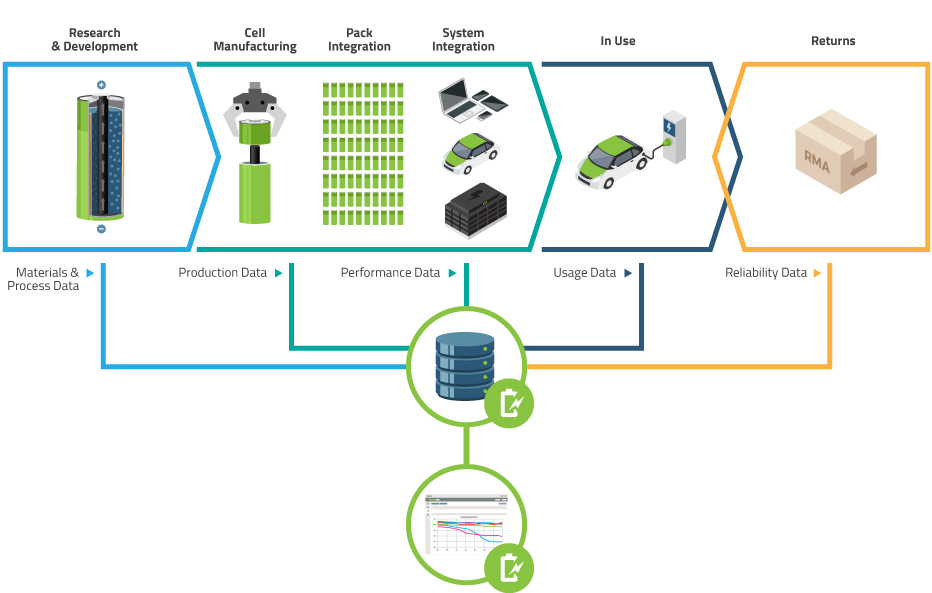 Research
& Development
Cell
Manufacturing
Pack
Integration
System
Integration
In Use
Returns
RMA
Materials &
Process Data
Production Data
Performance Data
Usage Data
Reliability Data